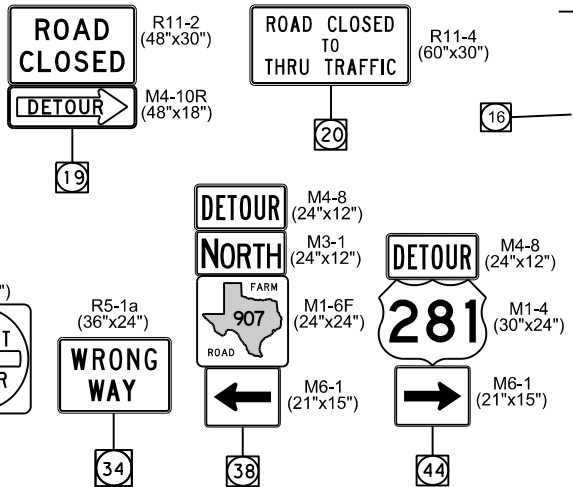 ROAD
CLOSED
R11-2
(48"x30")
DETOUR
M4-10R
(48"x18")
19
ROAD CLOSED
TO
THRU TRAFFIC
R11-4
(60"x30")
20
16
")
T
R
R5-1a
(36"x24")
WRONG
WAY
34
DETOUR
M4-8
(24"x12")
NORTH
M3-1
(24"x12")
FARM
907
ROAD
M1-6F
(24"x24")
M6-1
(21"x15")
38
DETOUR
M4-8
(24"x12")
281
M1-4
(30"x24")
M6-1
(21"x15")
44